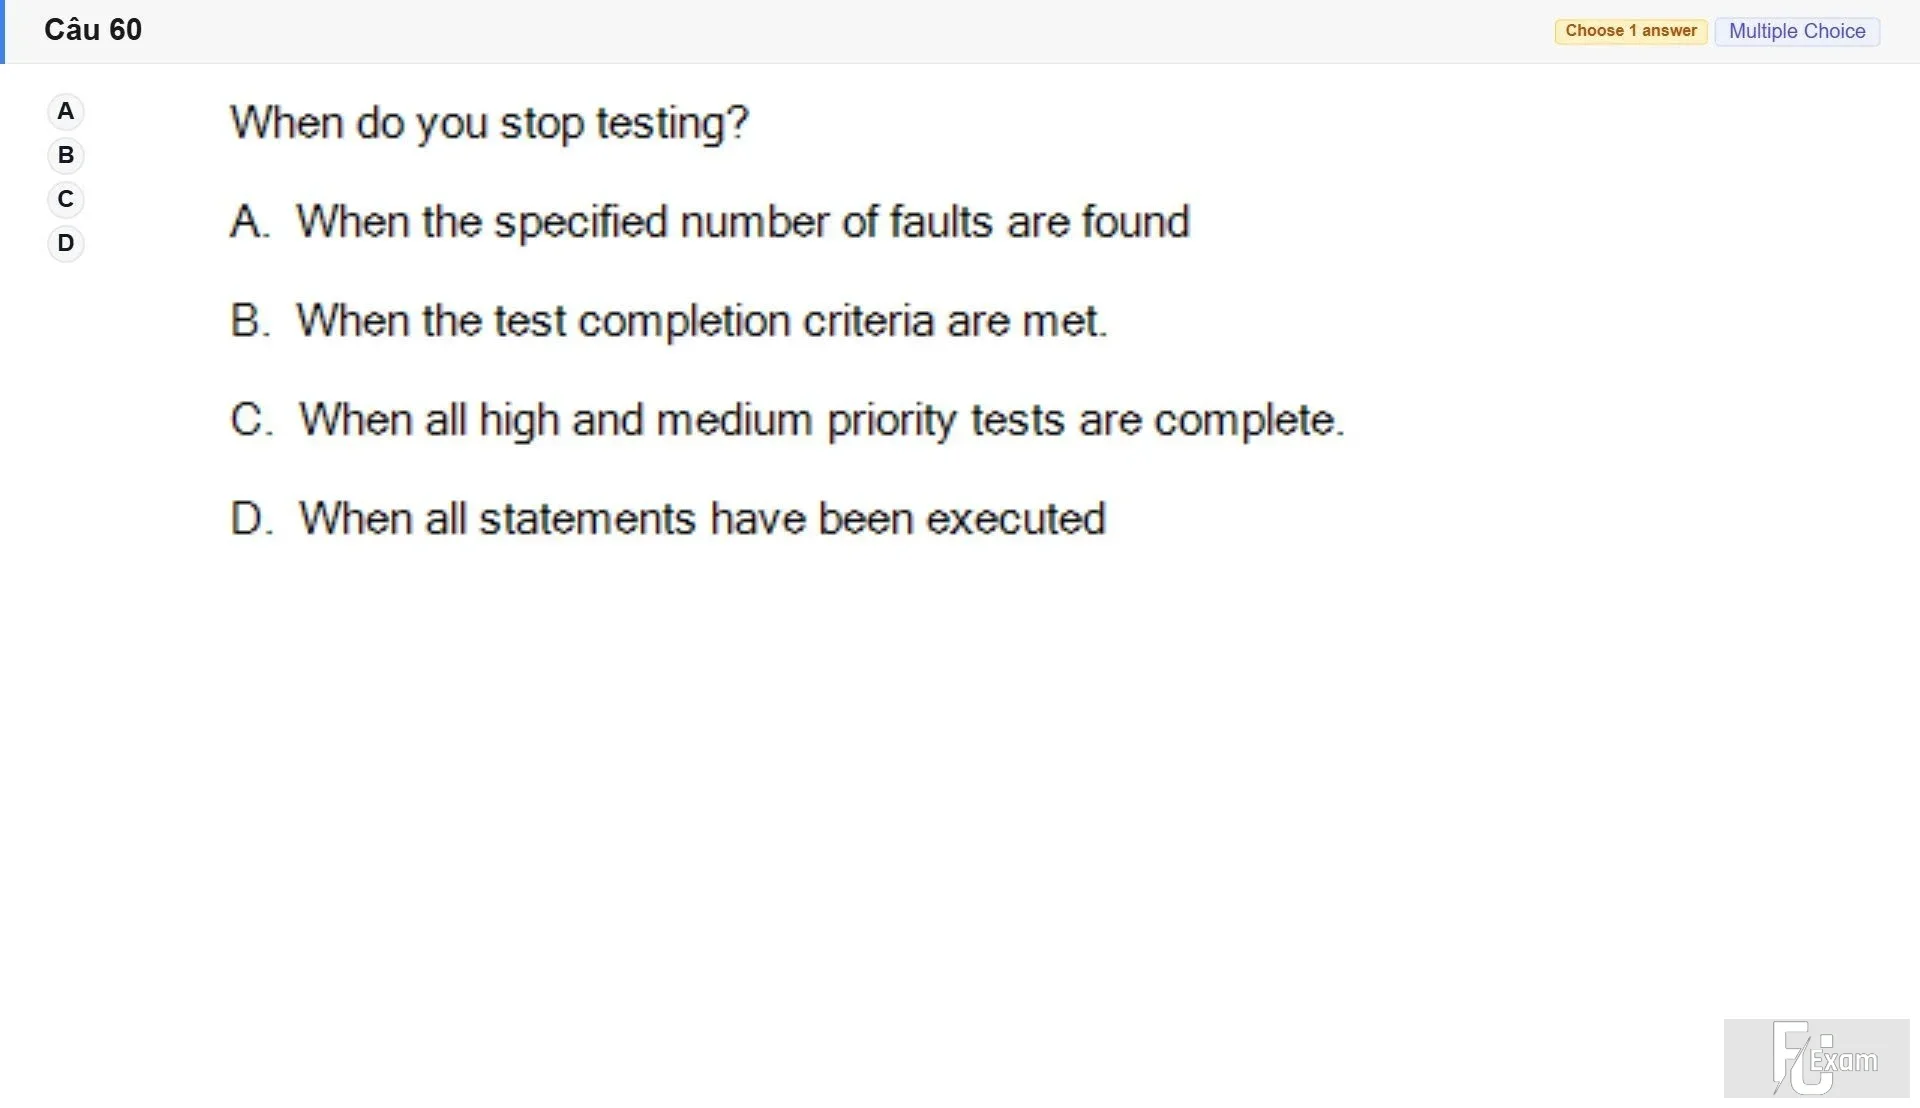 Câu 60
Choose 1 answer
Multiple Choice
A
B
C
D
When do you stop testing?
A. When the specified number of faults are found
B. When the test completion criteria are met.
C. When all high and medium priority tests are complete.
D. When all statements have been executed
FU Exam